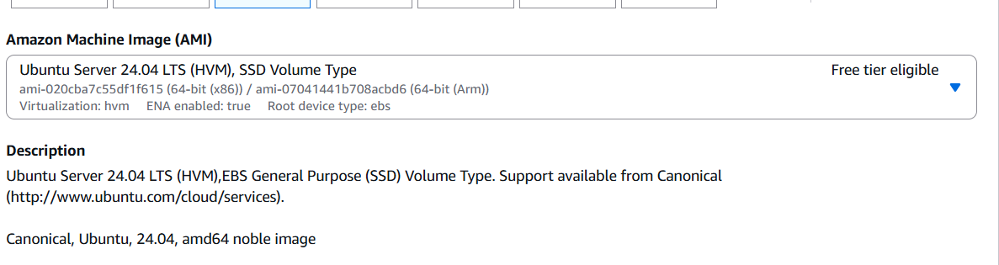 Amazon Machine Image (AMI)
Ubuntu Server 24.04 LTS (HVM), SSD Volume Type
Free tier eligible
ami-020cba7c55df1f615 (64-bit (x86)) / ami-07041441b708acbd6 (64-bit (Arm))
Virtualization: hvm ENA enabled: true Root device type: ebs
Description
Ubuntu Server 24.04 LTS (HVM),EBS General Purpose (SSD) Volume Type. Support available from Canonical
(http://www.ubuntu.com/cloud/services).
Canonical, Ubuntu, 24.04, amd64 noble image